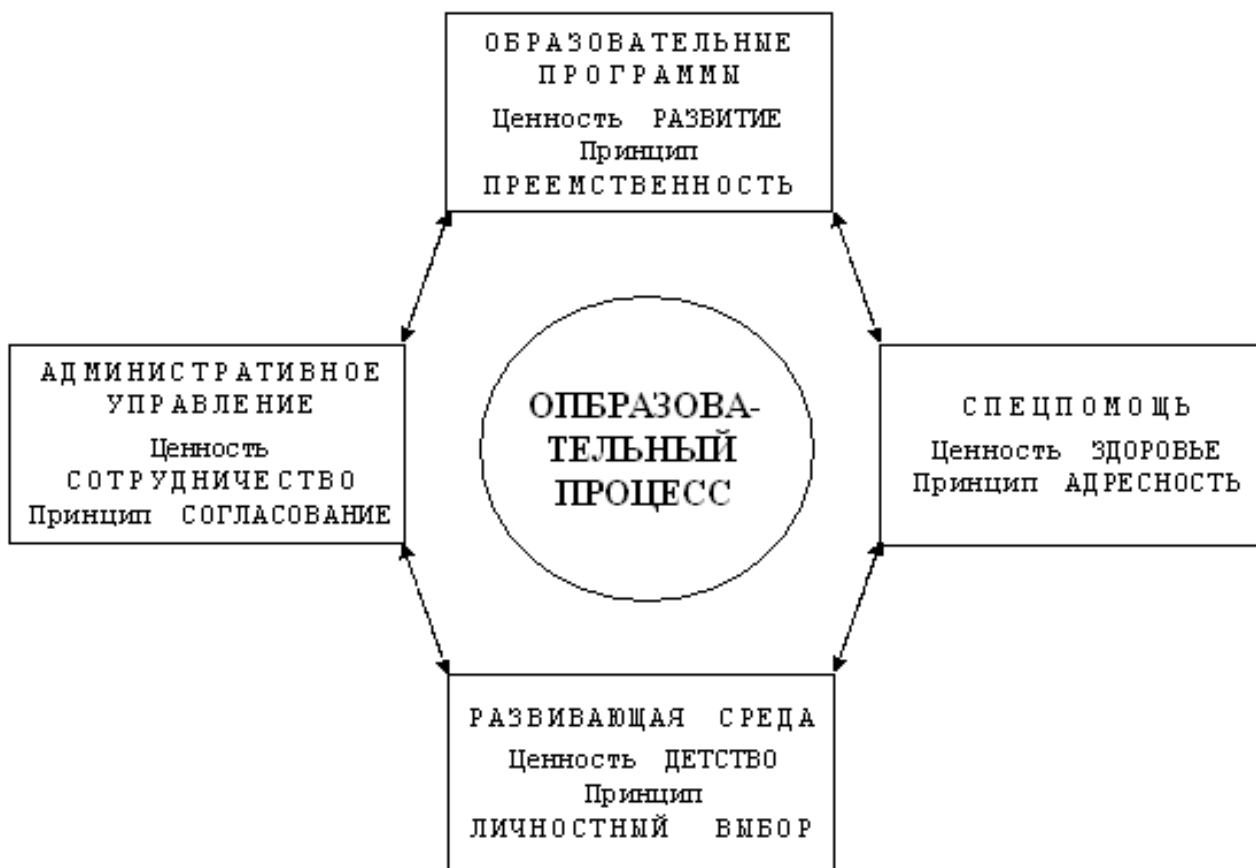 ОБРАЗОВАТЕЛЬНЫЕ
ПРОГРАММЫ
Ценность РАЗВИТИЕ
Принцип
ПРЕЕМСТВЕННОСТЬ
АДМИНИСТРАТИВНОЕ
УПРАВЛЕНИЕ
Ценность
СОТРУДНИЧЕСТВО
Принцип СОГЛАСОВАНИЕ
ОПБРАЗОВА-
ТЕЛЬНЫЙ
ПРОЦЕСС
СПЕЦПОМОЩЬ
Ценность ЗДОРОВЬЕ
Принцип АДРЕСНОСТЬ
РАЗВИВАЮЩАЯ СРЕДА
Ценность ДЕТСТВО
Принцип
ЛИЧНОСТНЫЙ ВЫБОР